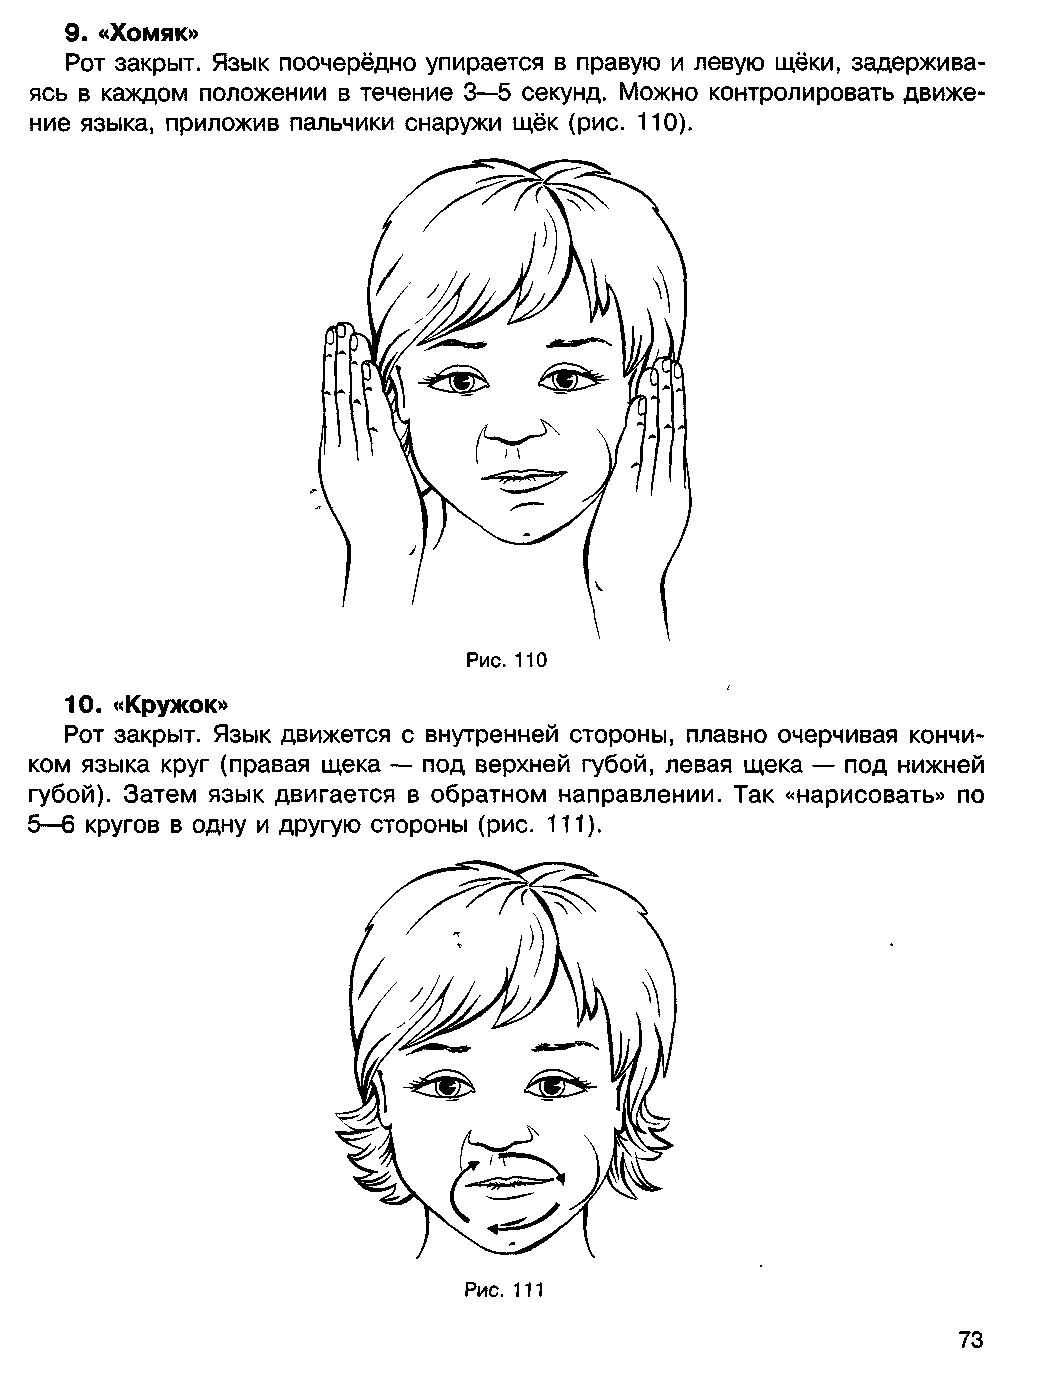 9. «Хомяк»
Рот закрыт. Язык поочерёдно упирается в правую и левую щёки, задержива-
ясь в каждом положении в течение 3—5 секунд. Можно контролировать движе-
ние языка, приложив пальчики снаружи щёк (рис. 110).
Рис. 110
10. «Кружок»
Рот закрыт. Язык движется с внутренней стороны, плавно очерчивая кончи-
ком языка круг (правая щека — под верхней губой, левая щека — под нижней
губой). Затем язык двигается в обратном направлении. Так «нарисовать» по
5—6 кругов в одну и другую стороны (рис. 111).
Рис. 111
73